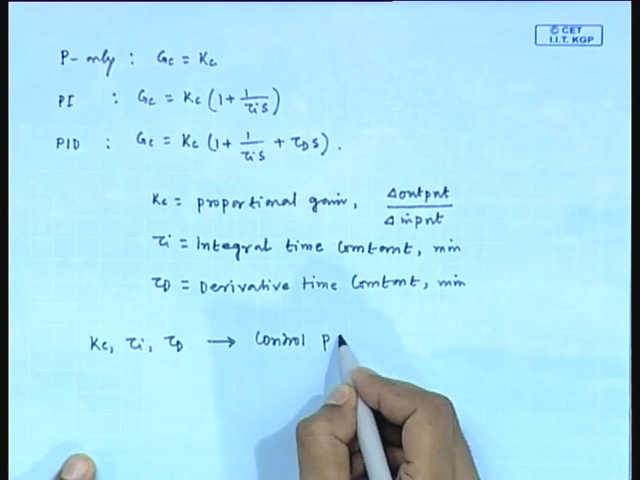 © CET
I.I.T. KGP
P-only : Gc = Kc
PI : Gc = Kc (1 + 1/τis)
PID : Gc = Kc (1 + 1/τis + τDs).
Kc = proportional gain, Δoutput/Δinput
τi = Integral time constant, min
τD = Derivative time constant, min
Kc, τi, τD → Control P